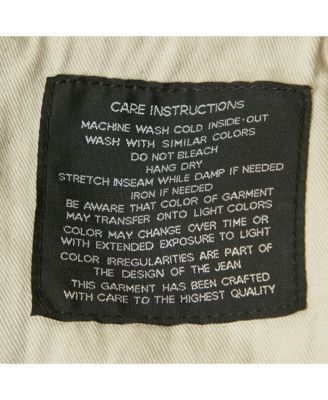 CARE INSTRUCTIONS
MACHINE WASH COLD INSIDE-OUT
WASH WITH SIMILAR COLORS
DO NOT BLEACH
HANG DRY
STRETCH INSEAM WHILE DAMP IF NEEDED
IRON IF NEEDED
BE AWARE THAT COLOR OF GARMENT
MAY TRANSFER ONTO LIGHT COLORS
COLOR MAY CHANGE OVER TIME OR
WITH EXTENDED EXPOSURE TO LIGHT
COLOR IRREGULARITIES ARE PART OF
THE DESIGN OF THE JEAN
THIS GARMENT HAS BEEN CRAFTED
WITH CARE TO THE HIGHEST QUALITY